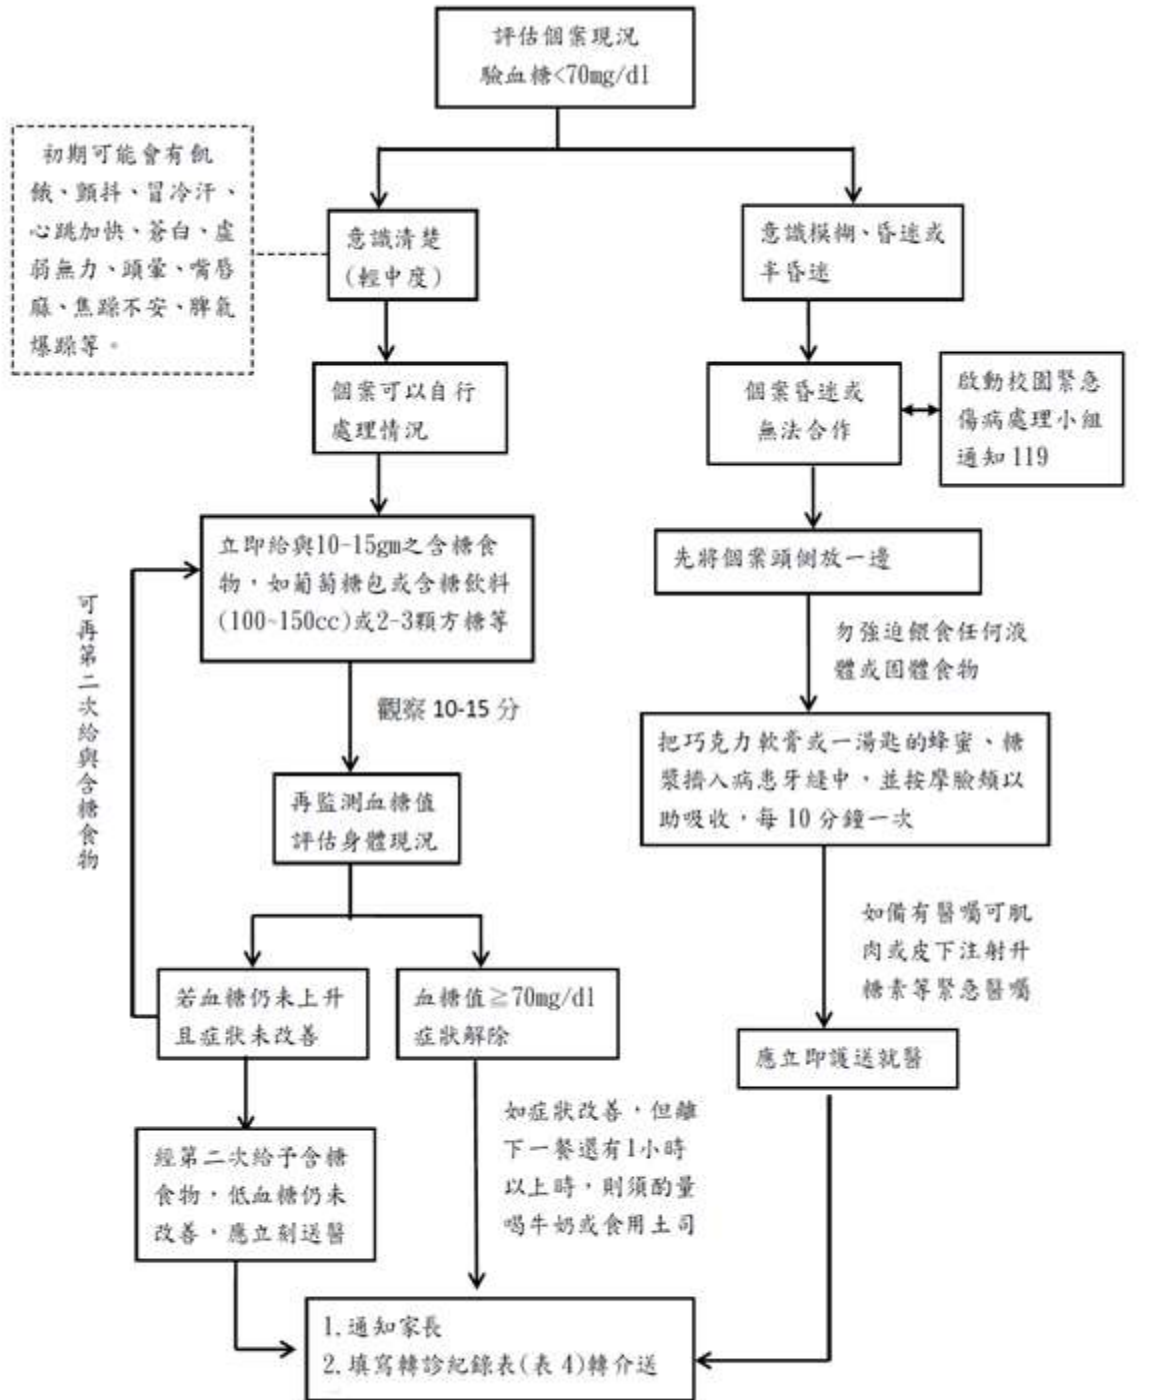 評估個案現況
驗血糖<70mg/dl
初期可能會有飢
餓、顫抖、冒冷汗、
心跳加快、蒼白、虛
弱無力、頭暈、嘴唇
麻、焦躁不安、脾氣
爆躁等。
意識清楚
(輕中度)
意識模糊、昏迷或
半昏迷
個案可以自行
處理情況
個案昏迷或
無法合作
啟動校園緊急
傷病處理小組
通知 119
立即給與10-15gm之含糖食
物，如葡萄糖包或含糖飲料
(100~150cc)或2-3顆方糖等
先將個案頭側放一邊
可再第二次給與含糖食物
勿強迫餵食任何液
體或固體食物
觀察 10-15 分
把巧克力軟膏或一湯匙的蜂蜜、糖
漿擠入病患牙縫中，並按摩臉頰以
助吸收，每 10 分鐘一次
再監測血糖值
評估身體現況
如備有醫囑可肌
肉或皮下注射升
糖素等緊急醫囑
若血糖仍未上升
且症狀未改善
血糖值≧70mg/dl
症狀解除
應立即護送就醫
如症狀改善，但離
下一餐還有1小時
以上時，則須酌量
喝牛奶或食用土司
經第二次給予含糖
食物，低血糖仍未
改善，應立刻送醫
1.通知家長
2.填寫轉診紀錄表(表 4)轉介送